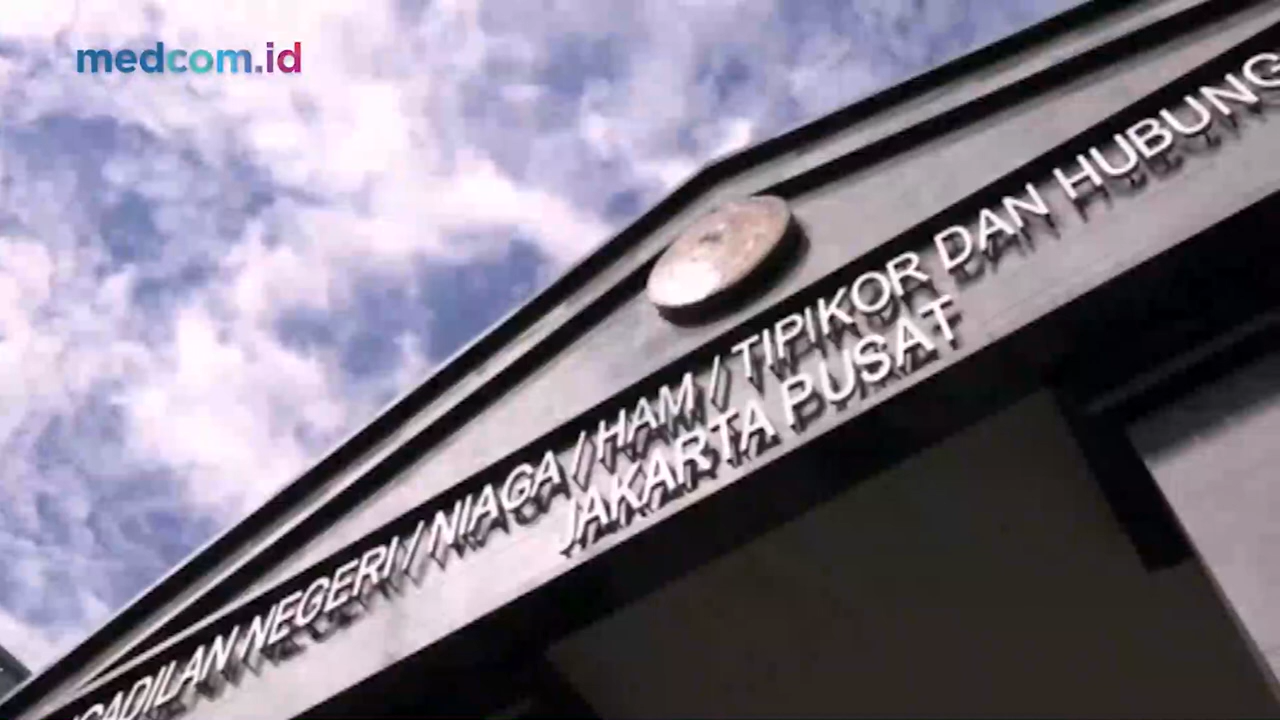 medcom.id
NEGERI / NIAGA / HAM / TIPIKOR DAN
JAKARTA PUSAT